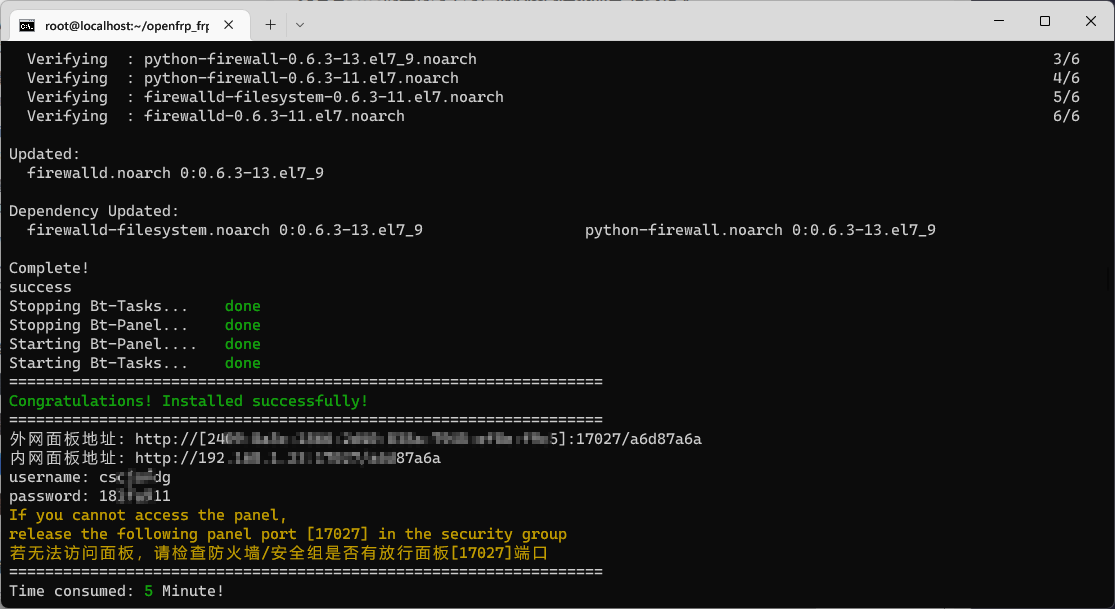 root@localhost:~/openfrp_frp
Verifying : python-firewall-0.6.3-13.el7_9.noarch 3/6
Verifying : python-firewall-0.6.3-11.el7.noarch 4/6
Verifying : firewalld-filesystem-0.6.3-11.el7.noarch 5/6
Verifying : firewalld-0.6.3-11.el7.noarch 6/6
Updated:
firewalld.noarch 0:0.6.3-13.el7_9
Dependency Updated:
firewalld-filesystem.noarch 0:0.6.3-13.el7_9 python-firewall.noarch 0:0.6.3-13.el7_9
Complete!
success
Stopping Bt-Tasks... done
Stopping Bt-Panel... done
Starting Bt-Panel.... done
Starting Bt-Tasks... done
==================================================================
Congratulations! Installed successfully!
==================================================================
外网面板地址: http://[24 5]:17027/a6d87a6a
内网面板地址: http://192 87a6a
username: csc dg
password: 18 11
If you cannot access the panel,
release the following panel port [17027] in the security group
若无法访问面板，请检查防火墙/安全组是否有放行面板[17027]端口
==================================================================
Time consumed: 5 Minute!